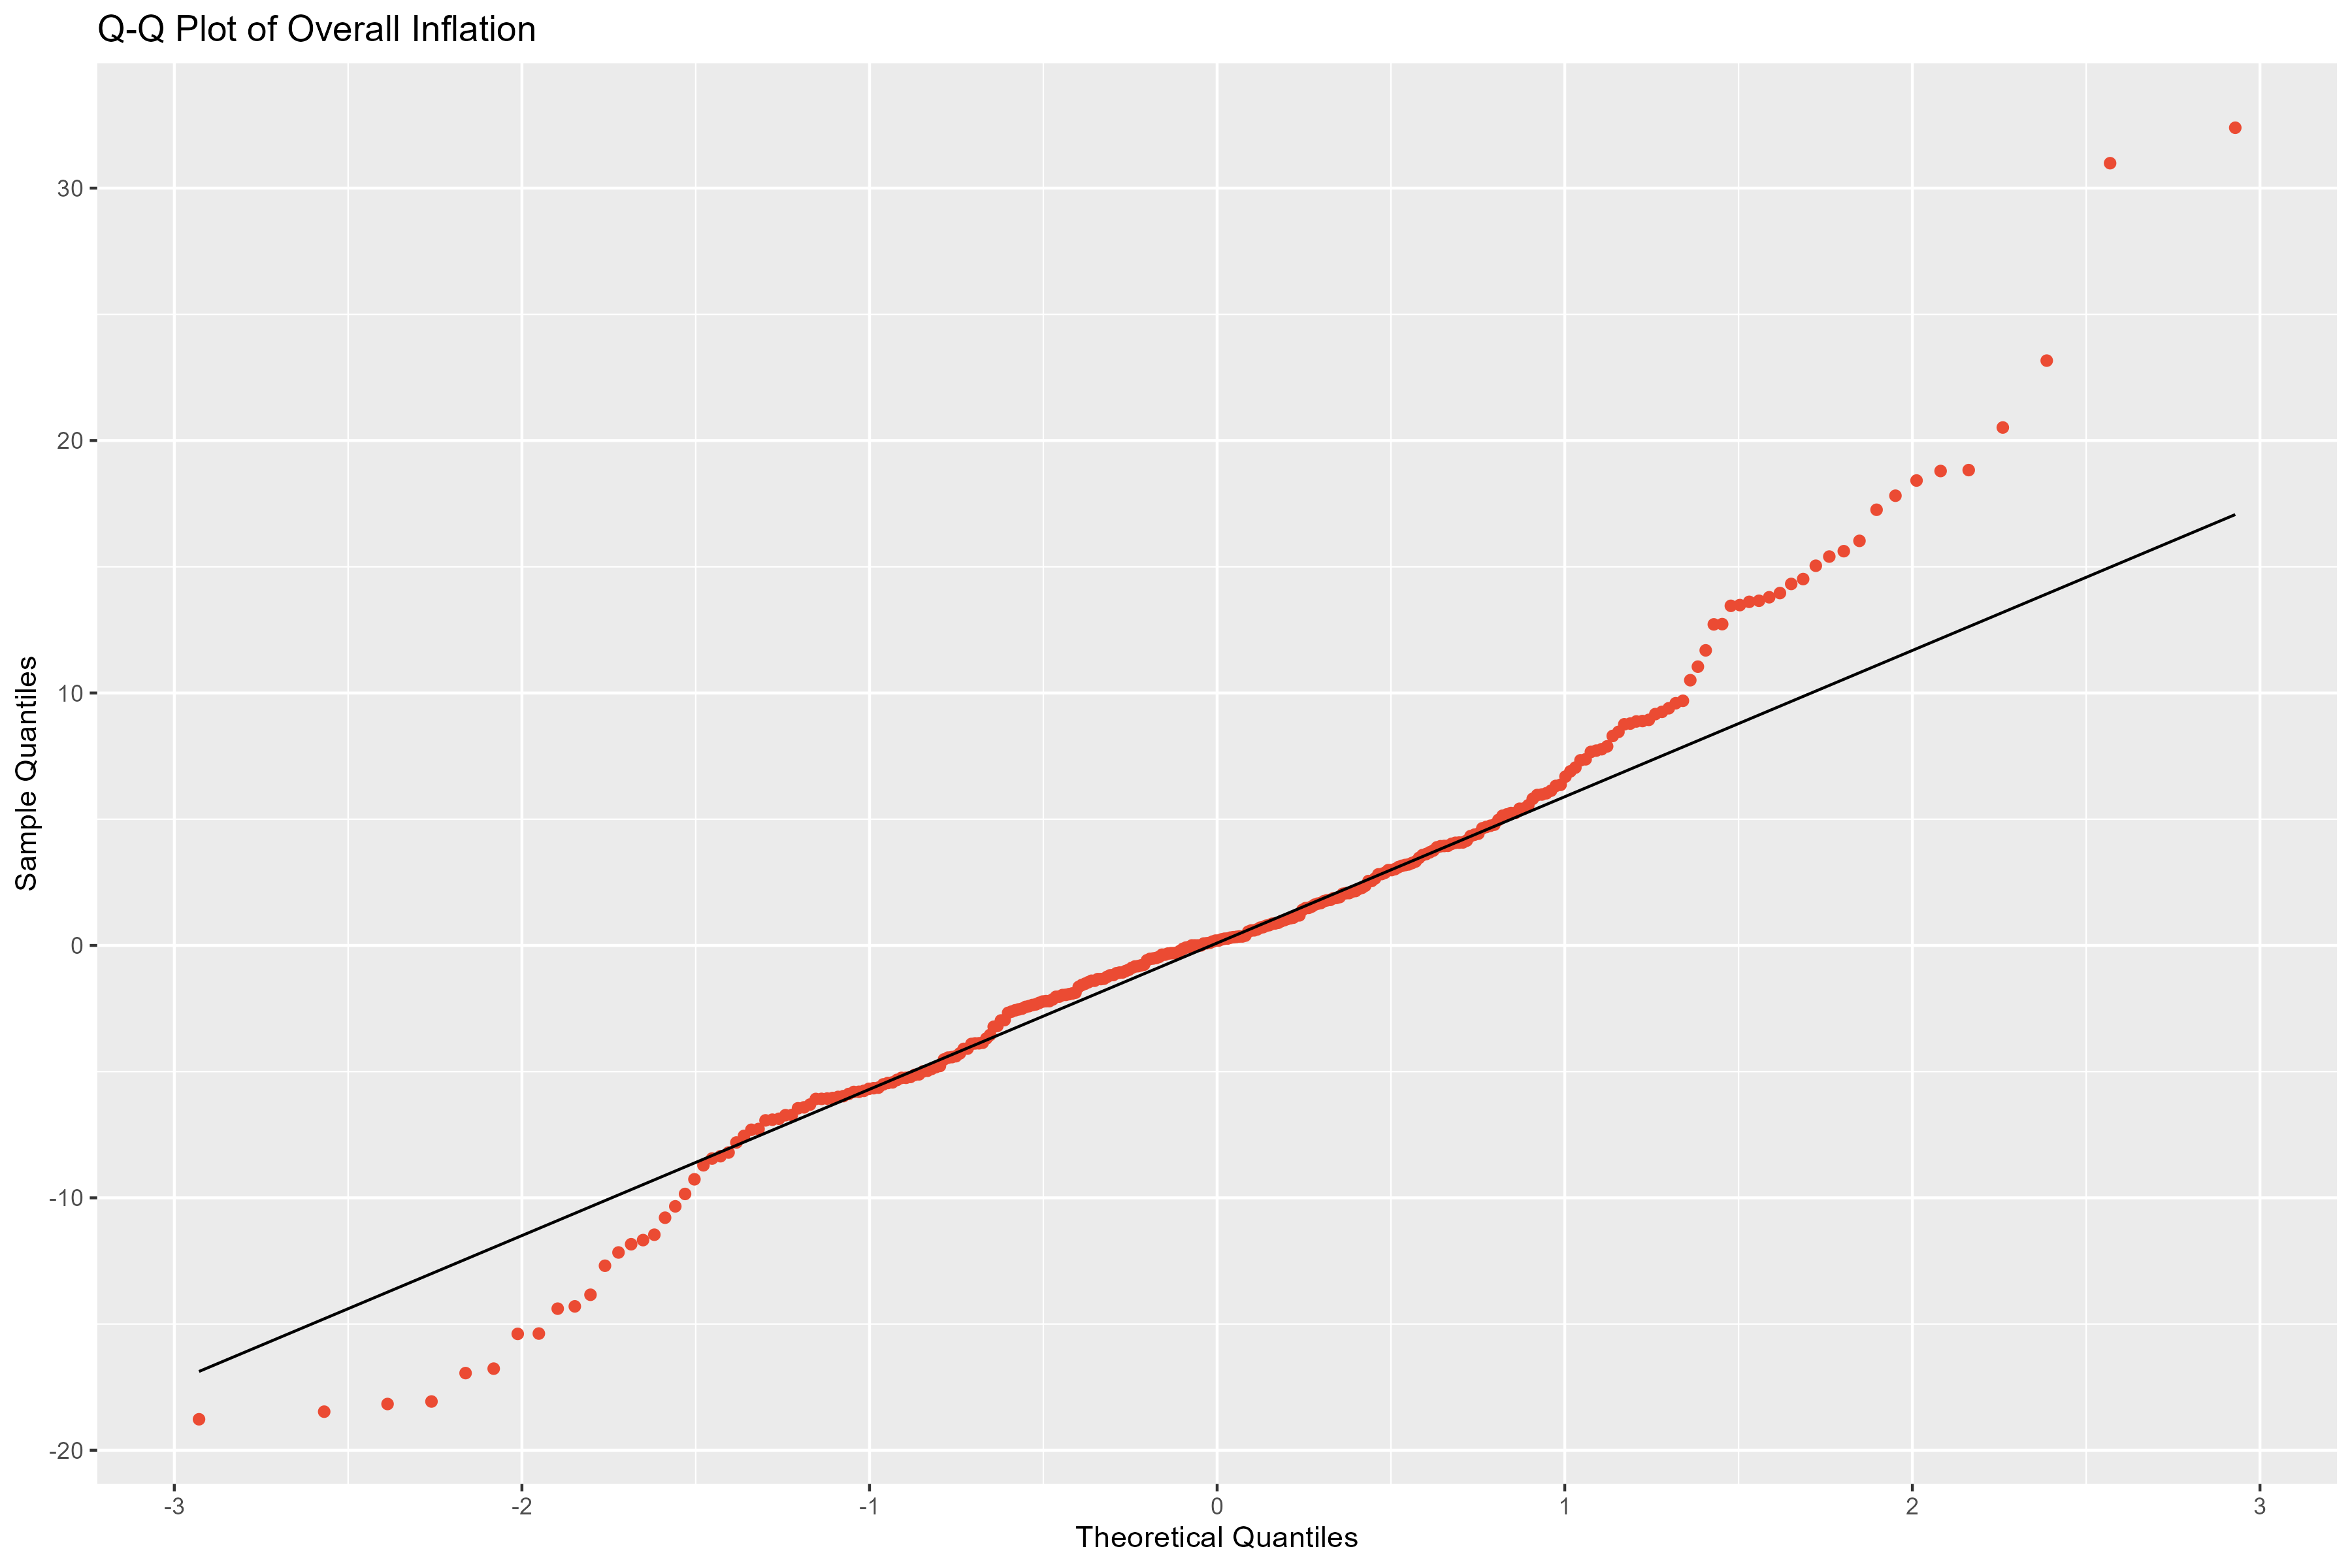 Q-Q Plot of Overall Inflation
30
20
10
0
-10
-20
Sample Quantiles
-3 -2 -1 0 1 2 3
Theoretical Quantiles